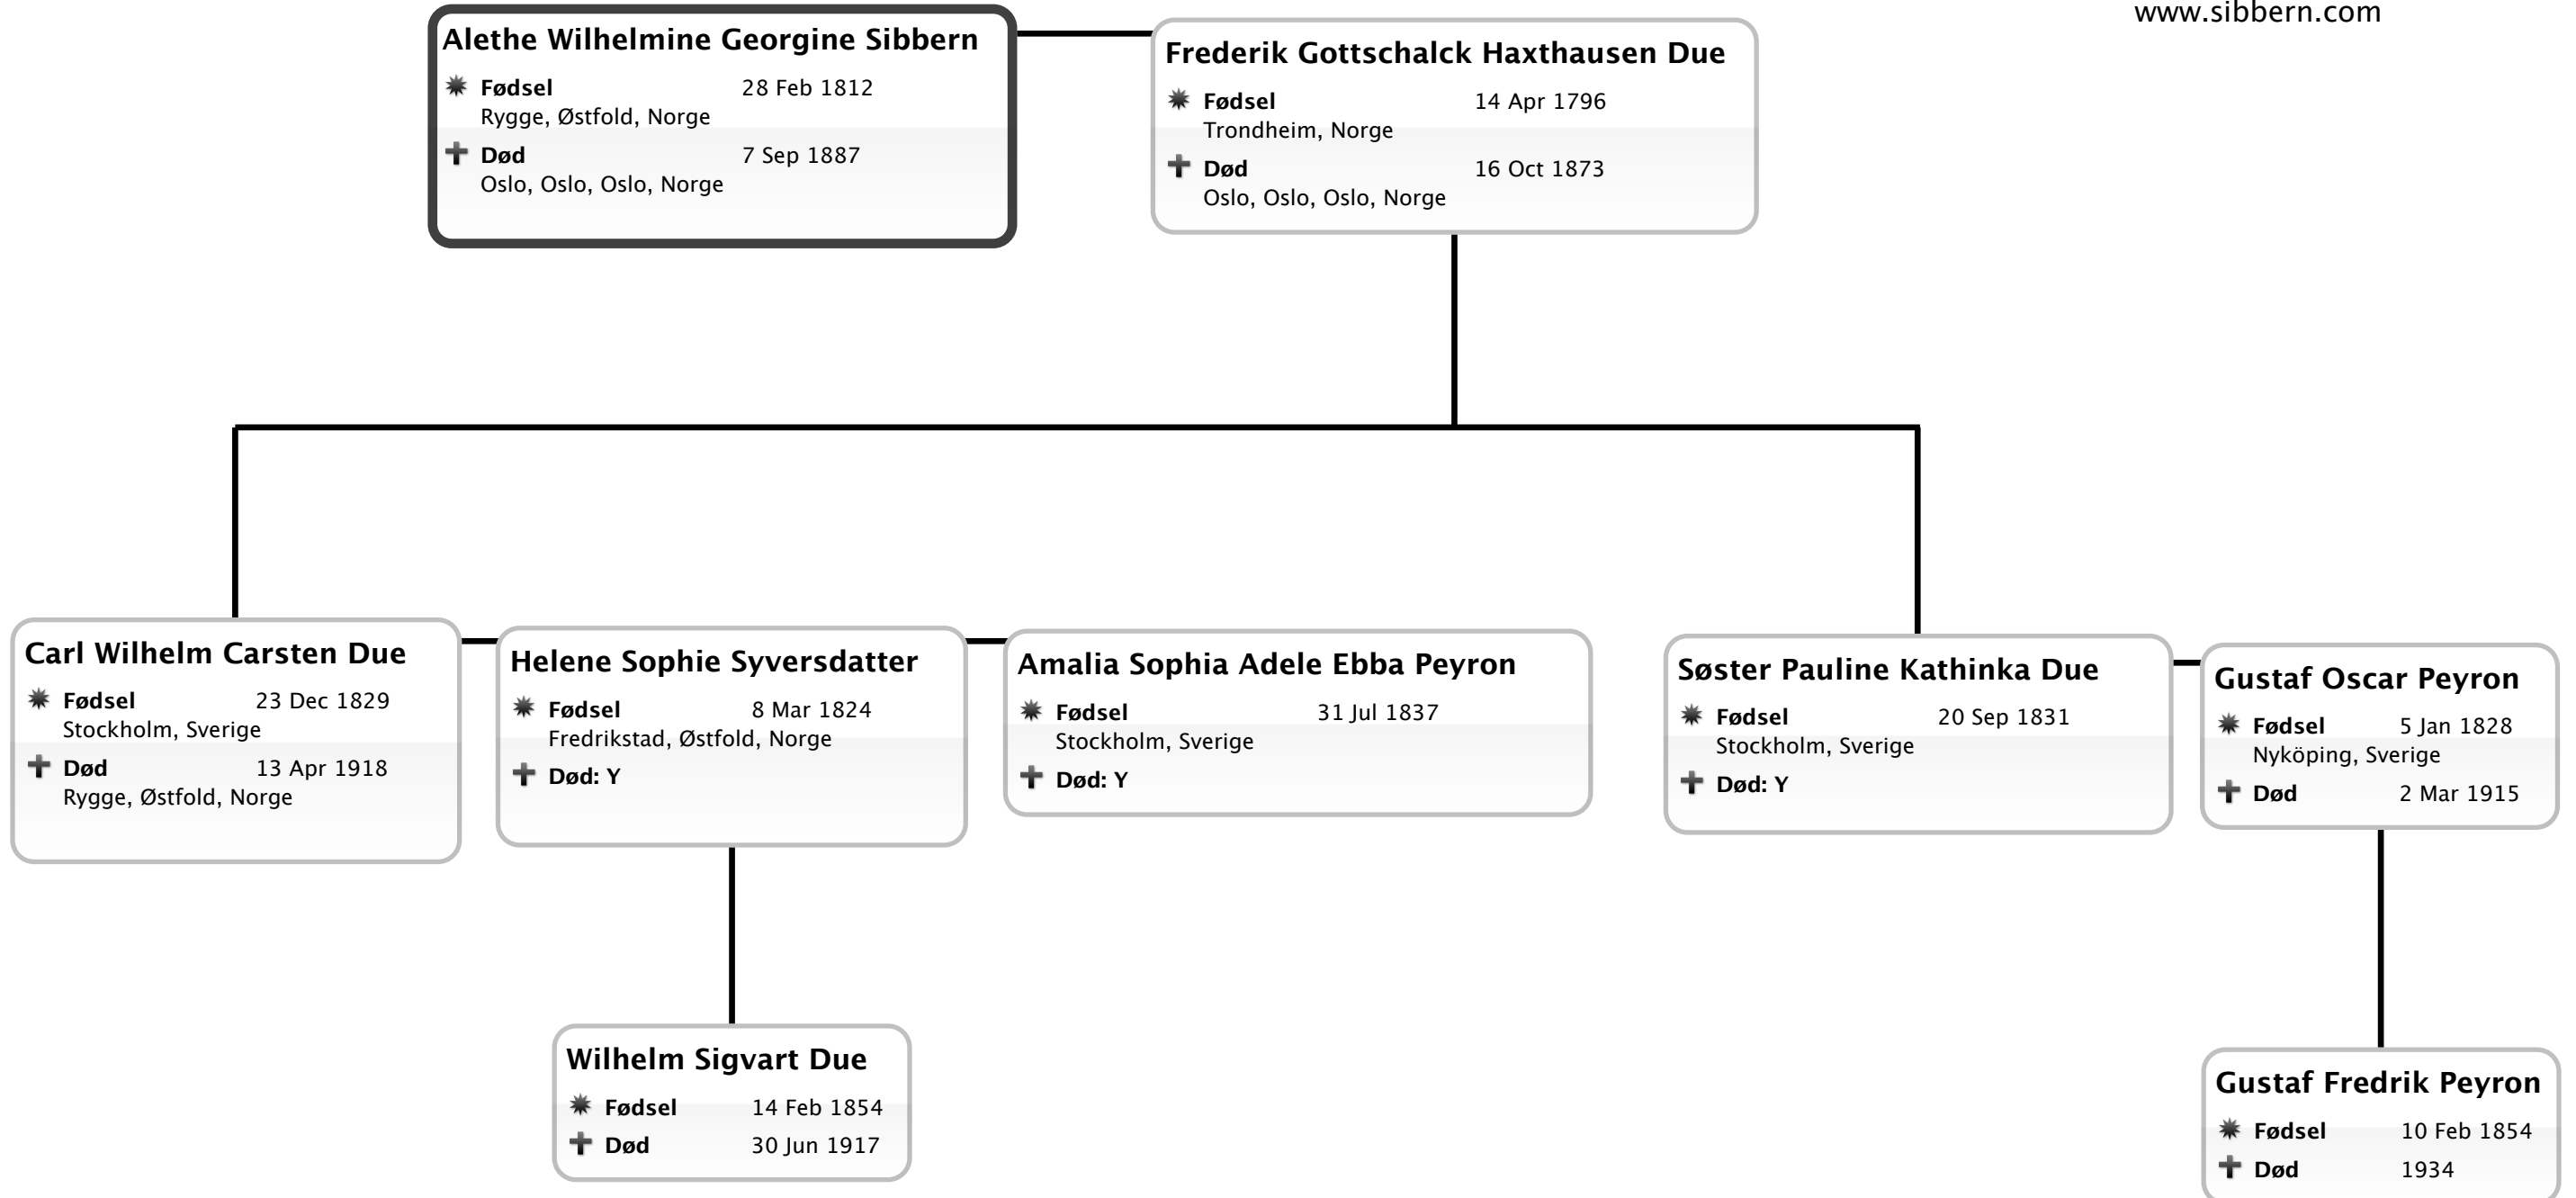 www.sibbern.com
Alethe Wilhelmine Georgine Sibbern
Fødsel 28 Feb 1812
Rygge, Østfold, Norge
Død 7 Sep 1887
Oslo, Oslo, Oslo, Norge
Frederik Gottschalck Haxthausen Due
Fødsel 14 Apr 1796
Trondheim, Norge
Død 16 Oct 1873
Oslo, Oslo, Oslo, Norge
Carl Wilhelm Carsten Due
Fødsel 23 Dec 1829
Stockholm, Sverige
Død 13 Apr 1918
Rygge, Østfold, Norge
Helene Sophie Syversdatter
Fødsel 8 Mar 1824
Fredrikstad, Østfold, Norge
Død: Y
Amalia Sophia Adele Ebba Peyron
Fødsel 31 Jul 1837
Stockholm, Sverige
Død: Y
Søster Pauline Kathinka Due
Fødsel 20 Sep 1831
Stockholm, Sverige
Død: Y
Gustaf Oscar Peyron
Fødsel 5 Jan 1828
Nyköping, Sverige
Død 2 Mar 1915
Wilhelm Sigvart Due
Fødsel 14 Feb 1854
Død 30 Jun 1917
Gustaf Fredrik Peyron
Fødsel 10 Feb 1854
Død 1934